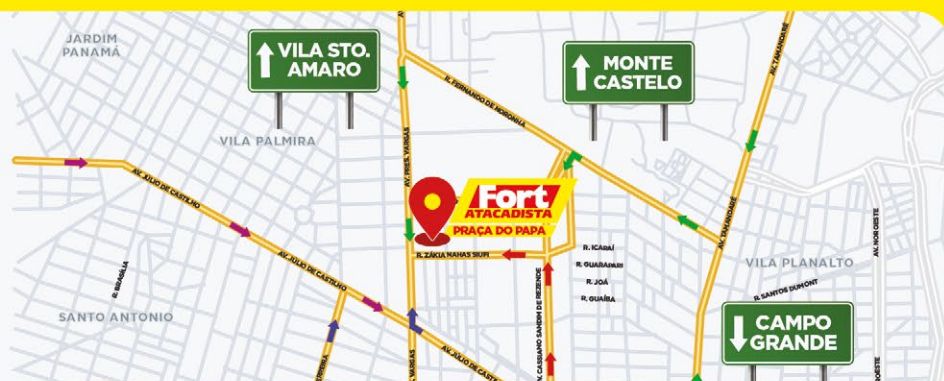 JARDIM
PANAMÁ
VILA STO.
AMARO
MONTE
CASTELO
AV. TAMANDARÉ
R. FERNANDO DE NORONHA
VILA PALMIRA
AV. PRES. VARGAS
AV. JÚLIO DE CASTILHO
Fort
ATACADISTA
PRAÇA DO PAPA
R. ZÁKIA NAHAS SIUFI
R. ICARAÍ
R. GUARAPARI
R. JOÁ
R. GUAÍBA
AV. TAMANDARÉ
AV. NOROESTE
VILA PLANALTO
R. SANTOS DUMONT
R. BRASÍLIA
AV. JÚLIO DE CASTILHO
SANTO ANTONIO
AV. CASSIANO SANDIM DE REZENDE
CAMPO
GRANDE
VARGAS
AV. JÚLIO DE CASTILHO